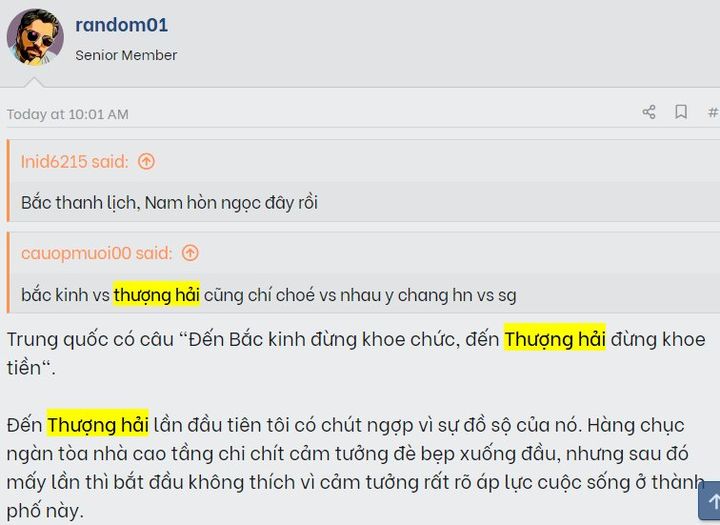 random01
Senior Member
Today at 10:01 AM
#
Inid6215 said:
Bắc thanh lịch, Nam hòn ngọc đây rồi
cauopmuoi00 said:
bắc kinh vs thượng hải cũng chí choé vs nhau y chang hn vs sg
Trung quốc có câu “Đến Bắc kinh đừng khoe chức, đến Thượng hải đừng khoe
tiền“.
Đến Thượng hải lần đầu tiên tôi có chút ngợp vì sự đồ sộ của nó. Hàng chục
ngàn tòa nhà cao tầng chi chít cảm tưởng đè bẹp xuống đầu, nhưng sau đó
mấy lần thì bắt đầu không thích vì cảm tưởng rất rõ áp lực cuộc sống ở thành
phố này.